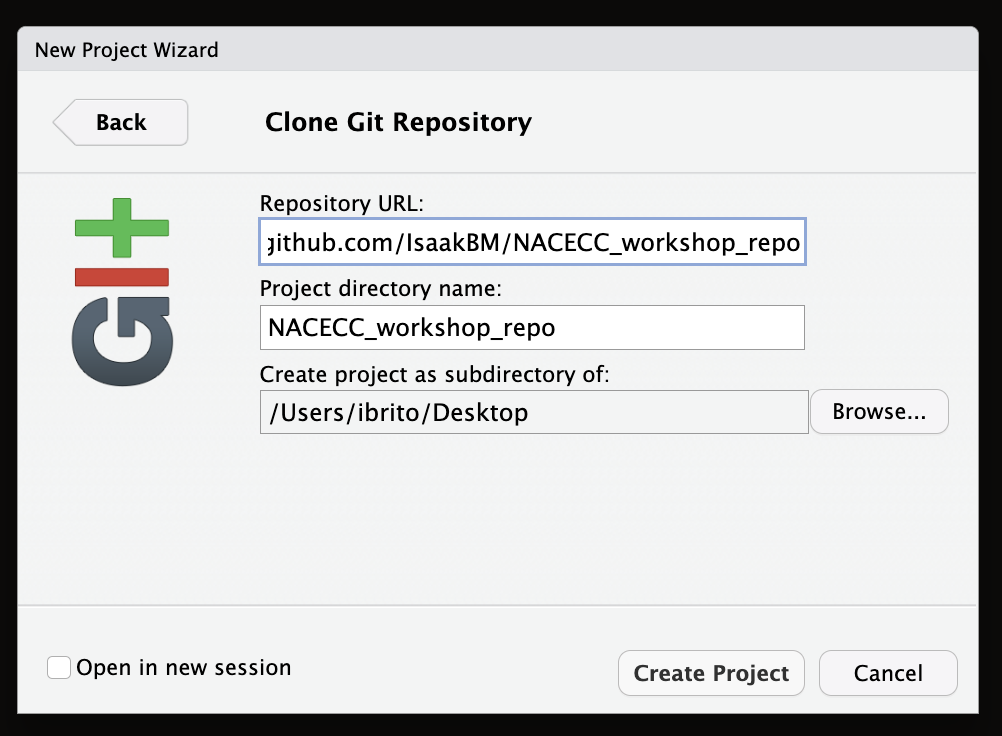 New Project Wizard
Back
Clone Git Repository
GIt
Repository URL:
github.com/IsaakBM/NACECC_workshop_repo
Project directory name:
NACECC_workshop_repo
Create project as subdirectory of:
/Users/ibrito/Desktop
Browse...
Open in new session
Create Project
Cancel